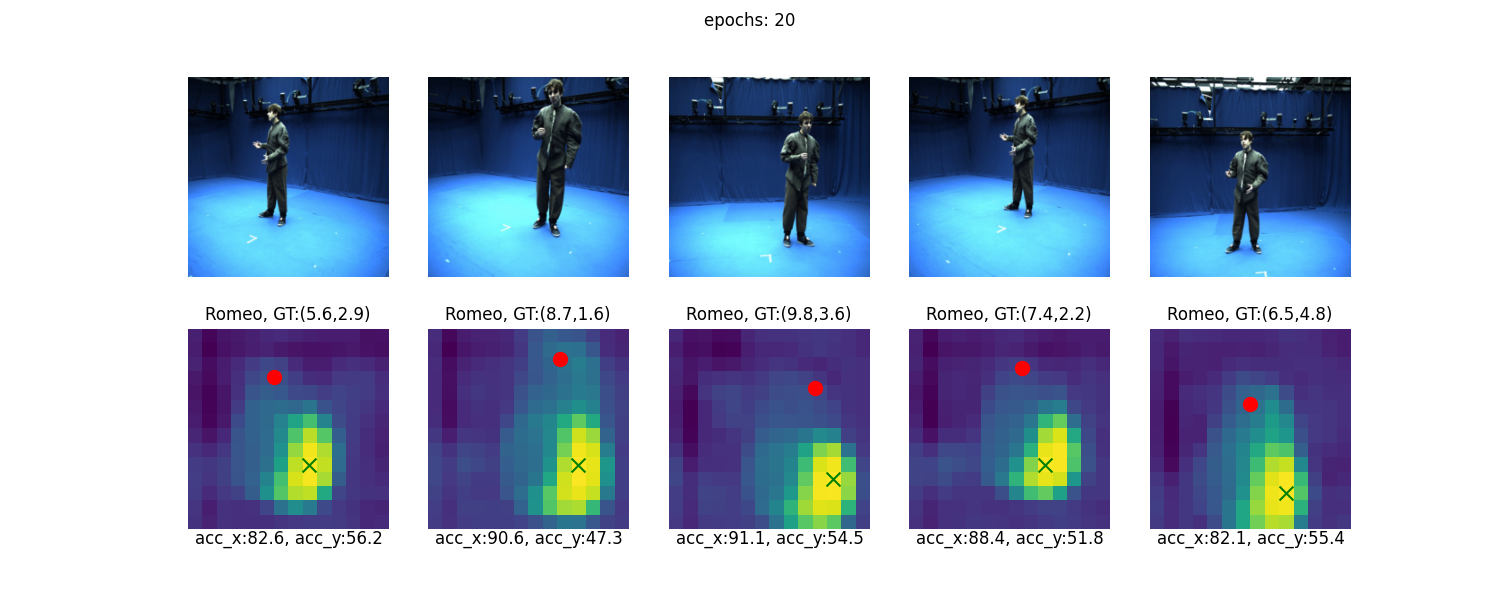 epochs: 20
Romeo, GT:(5.6,2.9)
Romeo, GT:(8.7,1.6)
Romeo, GT:(9.8,3.6)
Romeo, GT:(7.4,2.2)
Romeo, GT:(6.5,4.8)
acc_x:82.6, acc_y:56.2
acc_x:90.6, acc_y:47.3
acc_x:91.1, acc_y:54.5
acc_x:88.4, acc_y:51.8
acc_x:82.1, acc_y:55.4